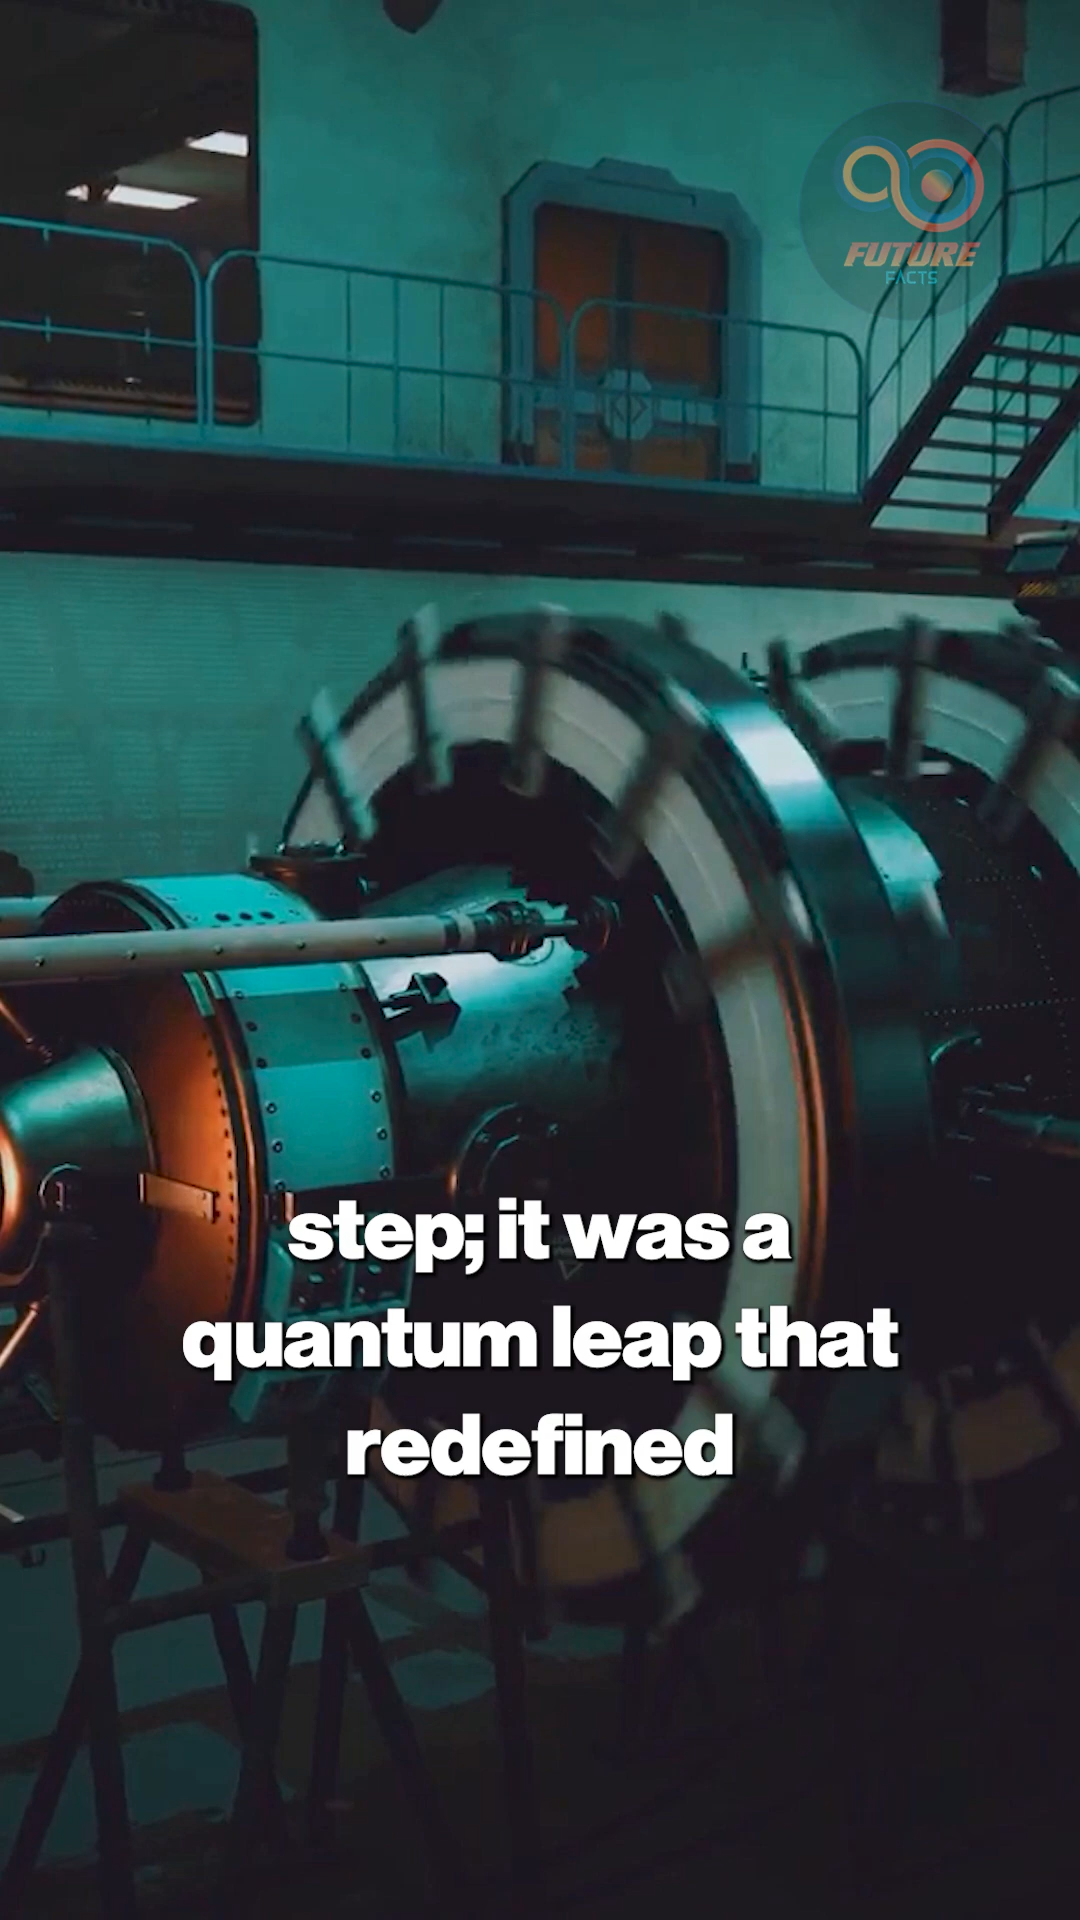 FUTURE
FACTS
step; it was a
quantum leap that
redefined